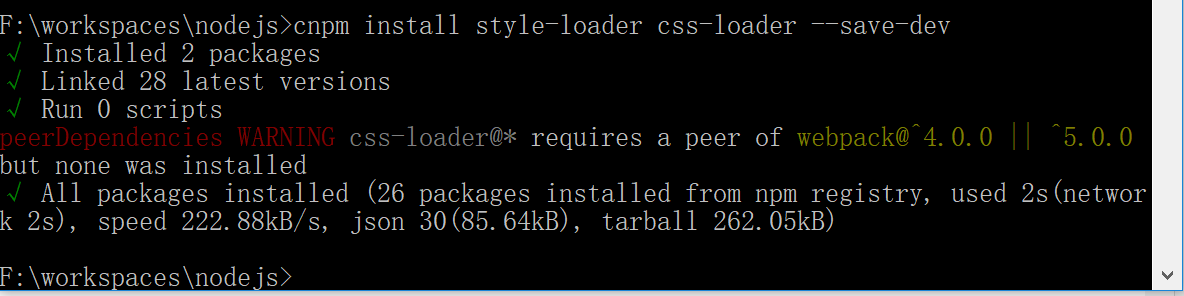 F:\workspaces\nodejs>cnpm install style-loader css-loader --save-dev
√ Installed 2 packages
√ Linked 28 latest versions
√ Run 0 scripts
peerDependencies WARNING css-loader@* requires a peer of webpack@^4.0.0 || ^5.0.0
but none was installed
√ All packages installed (26 packages installed from npm registry, used 2s(networ
k 2s), speed 222.88kB/s, json 30(85.64kB), tarball 262.05kB)
F:\workspaces\nodejs>